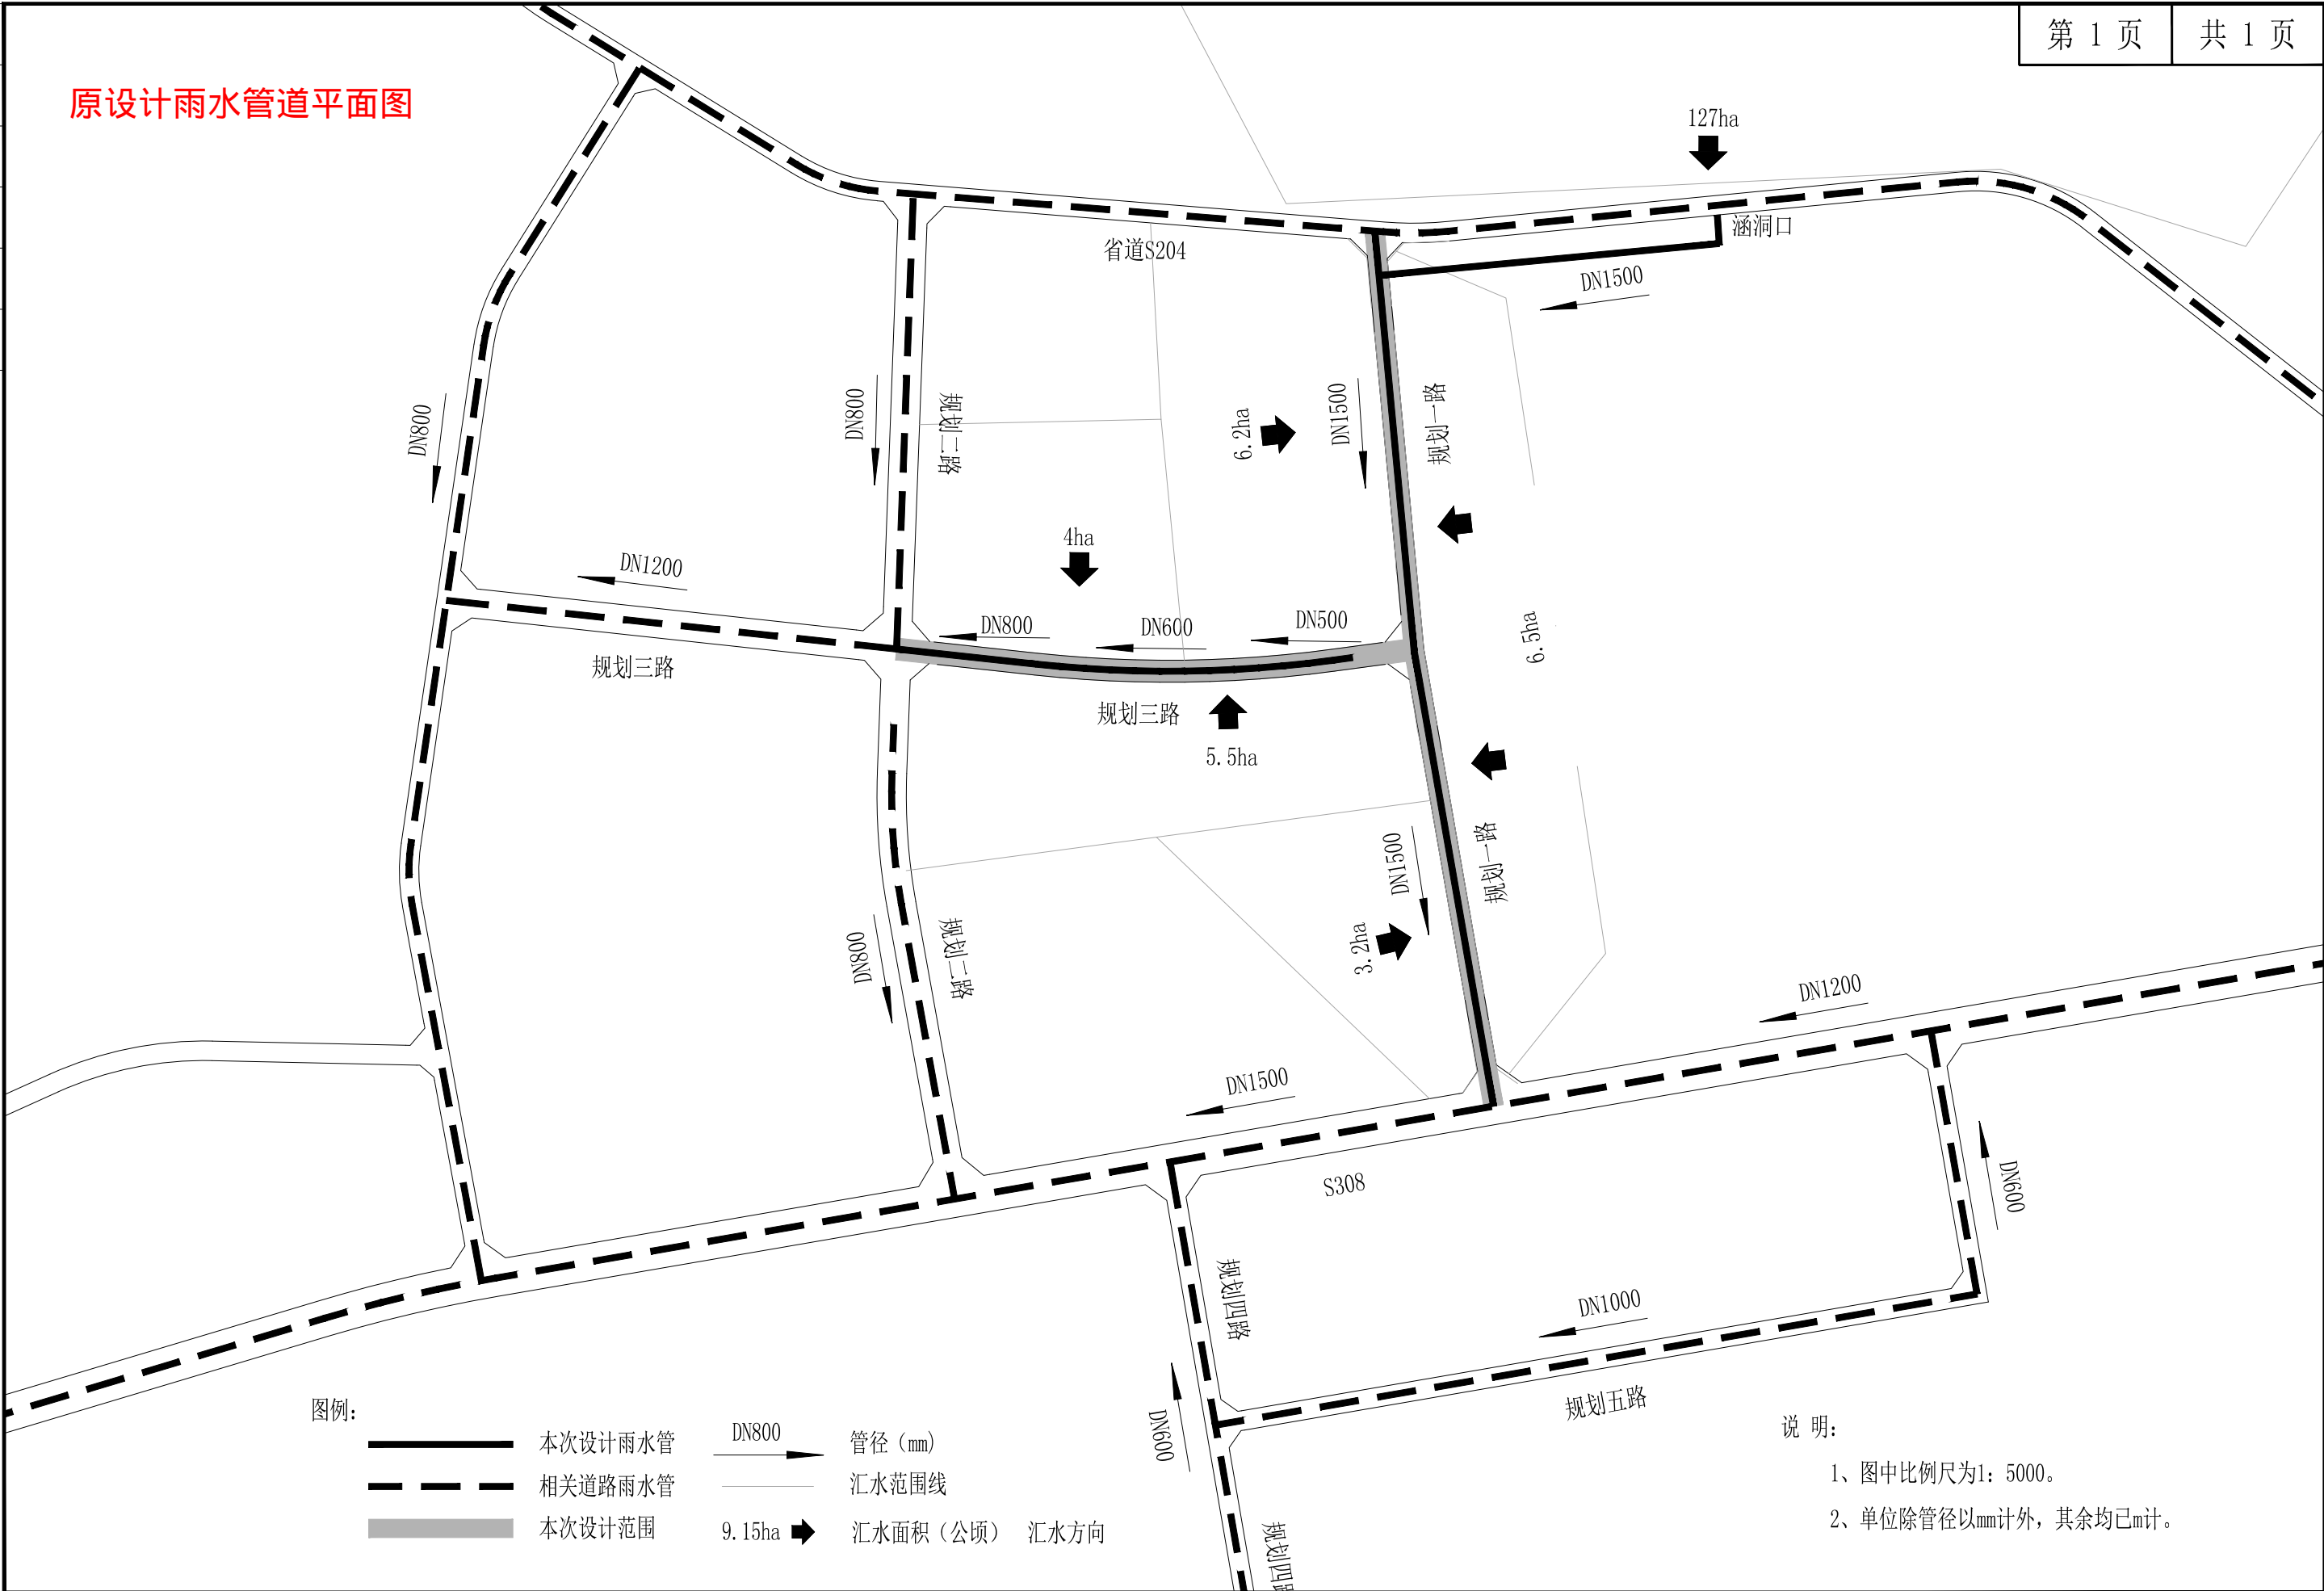 第 1 页 共 1 页
原设计雨水管道平面图
127ha
涵洞口
省道S204
DN1500
DN800
DN800
规划二路
6.2ha
DN1500
规划一路
4ha
DN1200
DN800
DN600
DN500
6.5ha
规划三路
规划三路
5.5ha
DN1500
规划一路
DN800
规划二路
3.2ha
DN1200
DN1500
S308
DN600
规划四路
DN1000
规划五路
DN600
规划四路
图例:
本次设计雨水管
DN800
管径（mm）
相关道路雨水管
汇水范围线
本次设计范围
9.15ha
汇水面积（公顷） 汇水方向
说 明:
1、图中比例尺为1: 5000。
2、单位除管径以mm计外，其余均已m计。